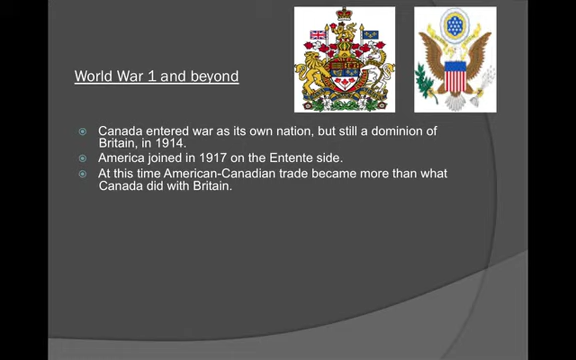 World War 1 and beyond
Canada entered war as its own nation, but still a dominion of
Britain, in 1914.
America joined in 1917 on the Entente side.
At this time American-Canadian trade became more than what
Canada did with Britain.